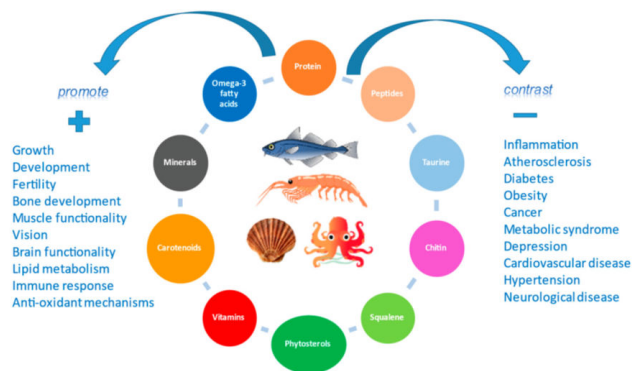 promote
Growth
Development
Fertility
Bone development
Muscle functionality
Vision
Brain functionality
Lipid metabolism
Immune response
Anti-oxidant mechanisms
Protein
Peptides
Taurine
Chitin
Squalene
Phytosterols
Vitamins
Carotenoids
Minerals
Omega-3
fatty
acids
contrast
Inflammation
Atherosclerosis
Diabetes
Obesity
Cancer
Metabolic syndrome
Depression
Cardiovascular disease
Hypertension
Neurological disease